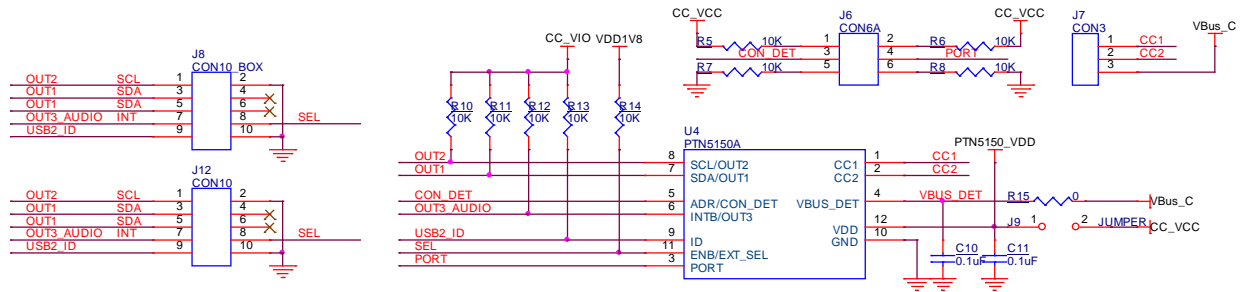 J8
CON10_BOX
OUT2 SCL 1 2
OUT1 SDA 3 4
OUT1 SDA 5 6
OUT3_AUDIO INT 7 8 SEL
USB2_ID 9 10
J12
CON10
OUT2 SCL 1 2
OUT1 SDA 3 4
OUT1 SDA 5 6
OUT3_AUDIO INT 7 8 SEL
USB2_ID 9 10
CC_VIO VDD1V8
R10 R11 R12 R13 R14
10K 10K 10K 10K 10K
CC_VCC J6 CC_VCC
CON6A
R5 10K 1 2 R6 10K
CON_DET 3 4 PORT
R7 10K 5 6 R8 10K
J7
CON3
VBus_C
1 CC1
2 CC2
3
U4
PTN5150A
PTN5150_VDD
OUT2 8 SCL/OUT2 CC1 1 CC1
OUT1 7 SDA/OUT1 CC2 2 CC2
CON_DET 5 ADR/CON_DET VBUS_DET 4 VBUS_DET R15 0 VBus_C
OUT3_AUDIO 6 INTB/OUT3
VDD 12 J9 1 2 JUMPER CC_VCC
USB2_ID 9 ID GND 10
SEL 11 ENB/EXT_SEL
PORT 3 PORT
C10 C11
0.1uF 0.1uF